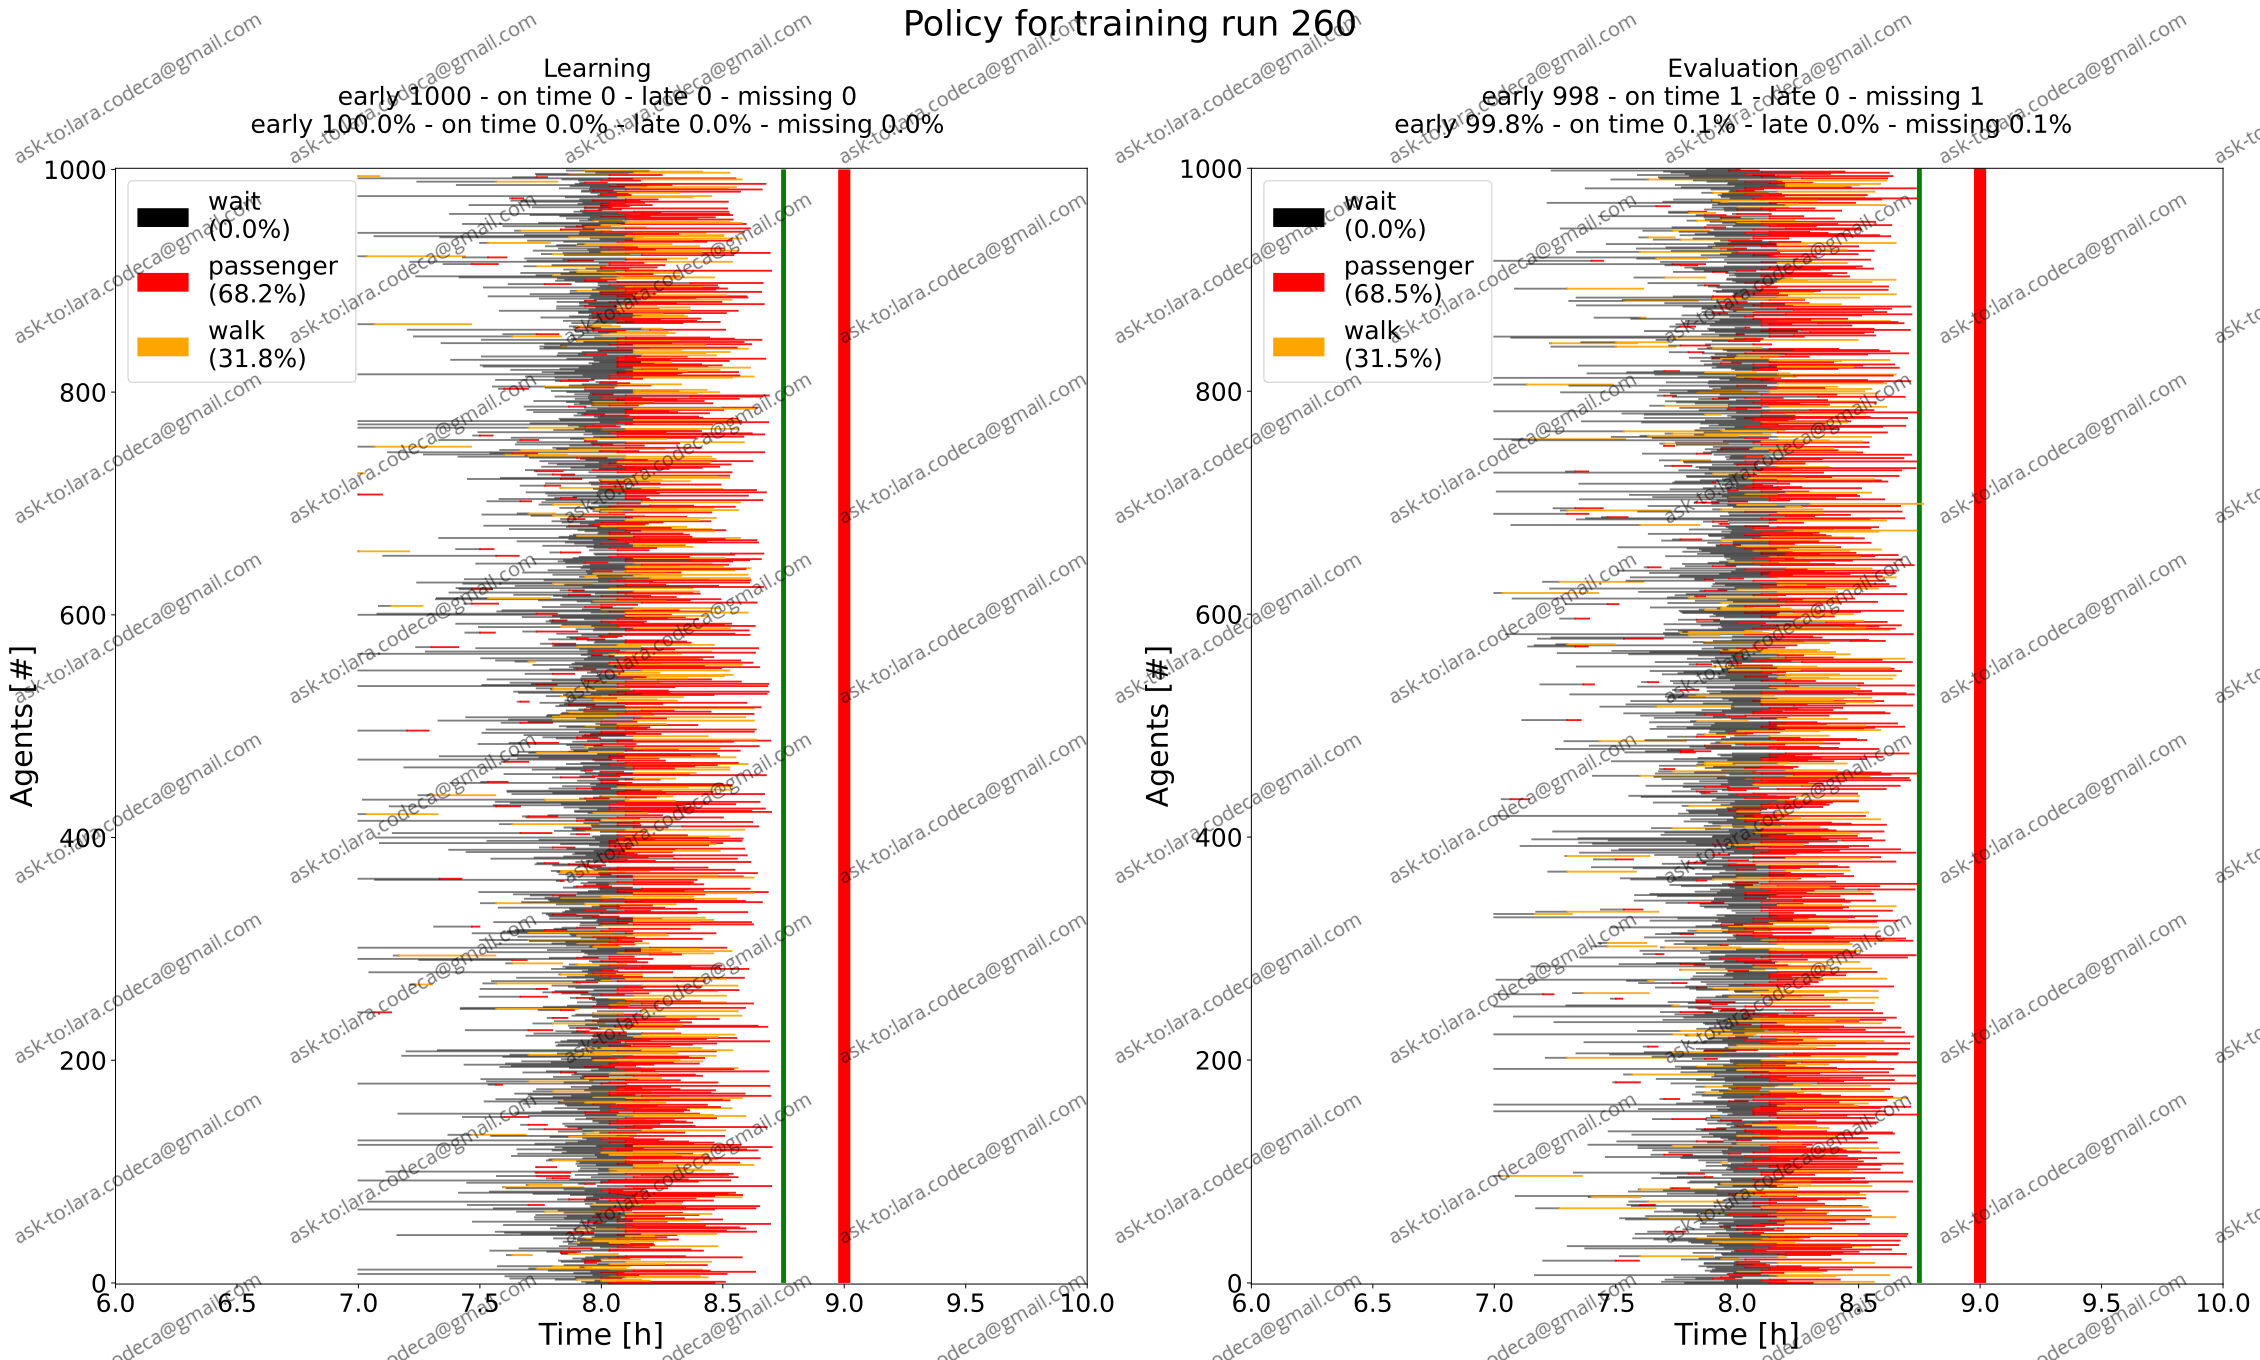 Policy for training run 260
Learning
early 1000 - on time 0 - late 0 - missing 0
early 100.0% - on time 0.0% - late 0.0% - missing 0.0%
1000
800
600
400
200
0
Agents [#]
wait
(0.0%)
passenger
(68.2%)
walk
(31.8%)
6.0 6.5 7.0 7.5 8.0 8.5 9.0 9.5 10.0
Time [h]
Evaluation
early 998 - on time 1 - late 0 - missing 1
early 99.8% - on time 0.1% - late 0.0% - missing 0.1%
1000
800
600
400
200
0
Agents [#]
wait
(0.0%)
passenger
(68.5%)
walk
(31.5%)
6.0 6.5 7.0 7.5 8.0 8.5 9.0 9.5 10.0
Time [h]
ask-to:lara.codeca@gmail.com